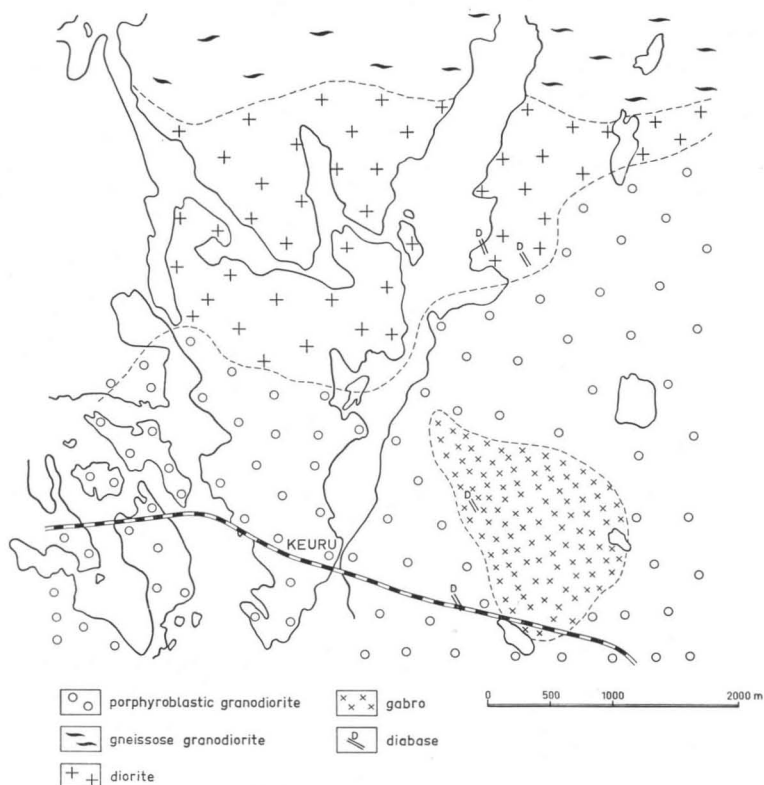 D
D
D
KEURU
D
porphyroblastic granodiorite
gneissose granodiorite
diorite
gabro
D
diabase
0 500 1000 2000 m